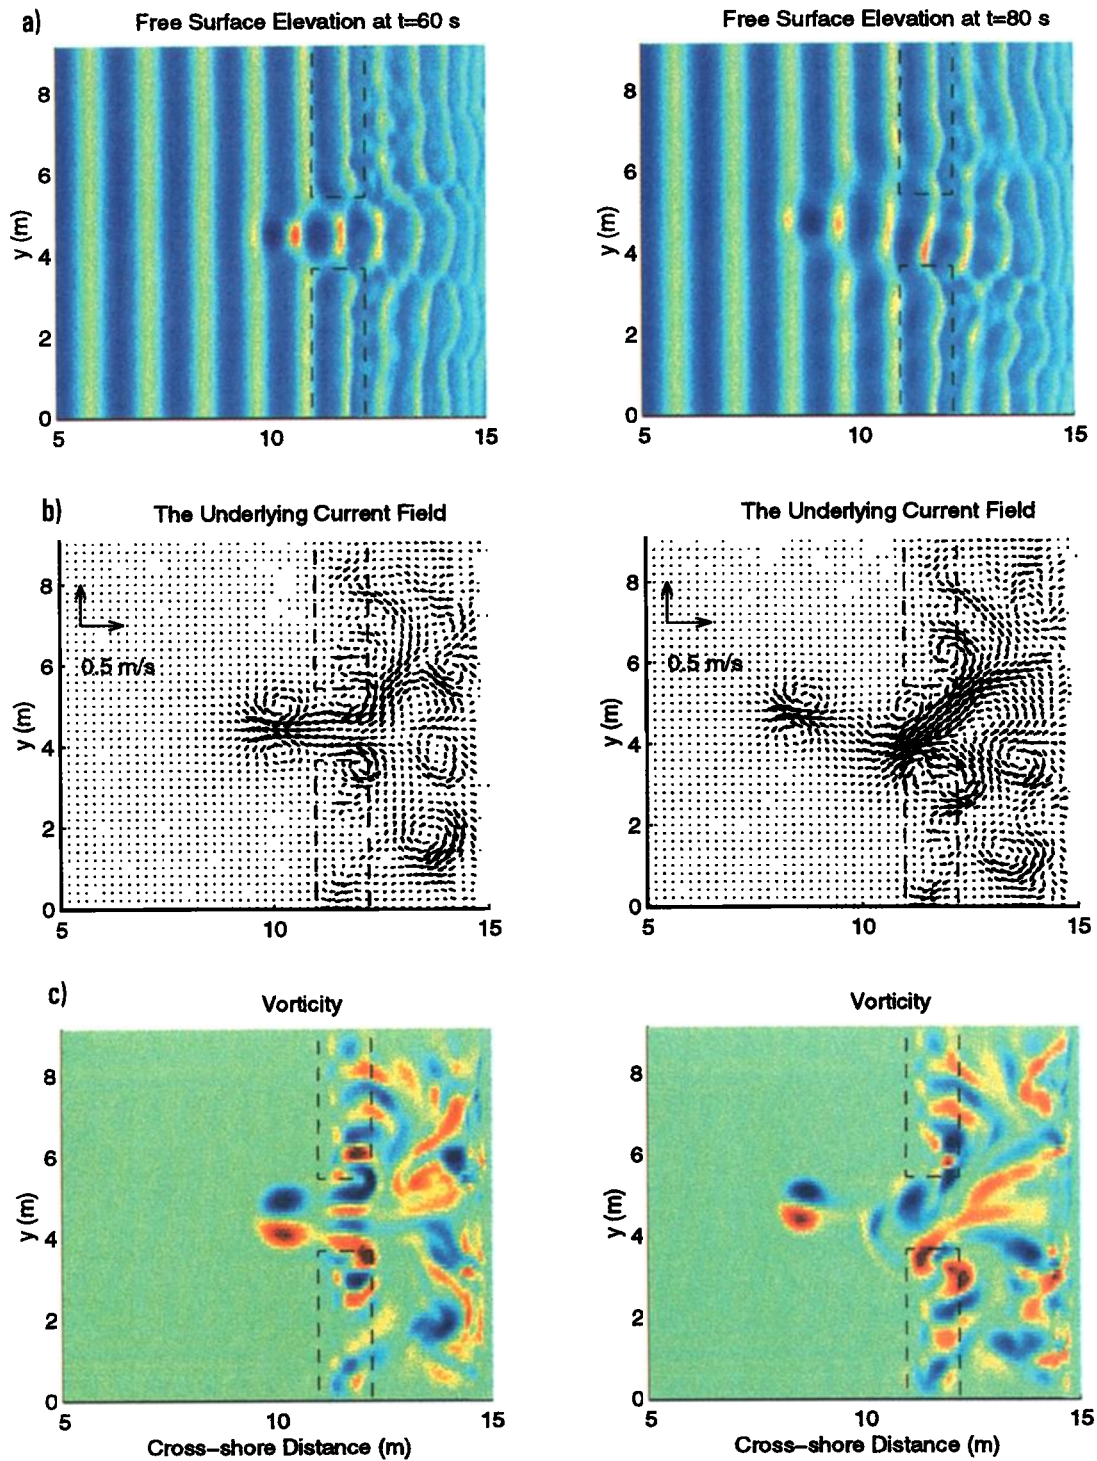 a)
Free Surface Elevation at t=60 s
Free Surface Elevation at t=80 s
y (m)
8
6
4
2
0
5
10
15
y (m)
8
6
4
2
0
5
10
15
b)
The Underlying Current Field
The Underlying Current Field
y (m)
8
6
4
2
0
0.5 m/s
5
10
15
y (m)
8
6
4
2
0
0.5 m/s
5
10
15
c)
Vorticity
Vorticity
y (m)
8
6
4
2
0
5
10
15
Cross–shore Distance (m)
y (m)
8
6
4
2
0
5
10
15
Cross–shore Distance (m)